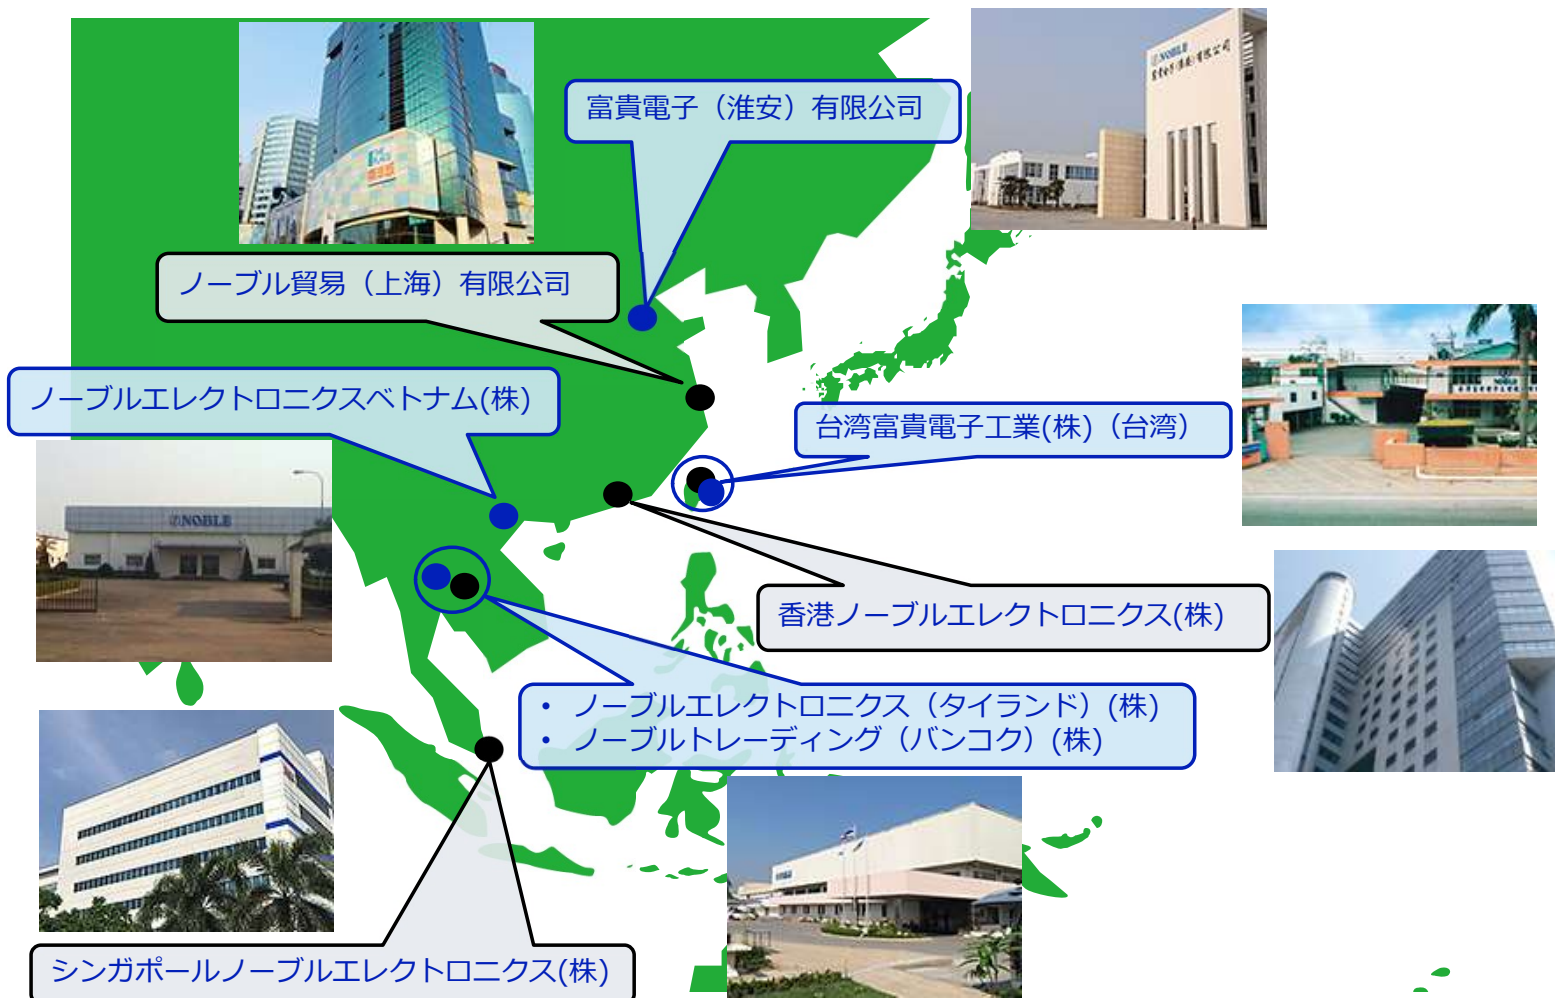 NOBLE
富貴電子（淮安）有限公司
ノーブル貿易（上海）有限公司
ノーブルエレクトロニクスベトナム(株)
台湾富貴電子工業(株)（台湾）
NOBLE
NOBLE
香港ノーブルエレクトロニクス(株)
• ノーブルエレクトロニクス（タイランド）(株)
• ノーブルトレーディング（バンコク）(株)
シンガポールノーブルエレクトロニクス(株)